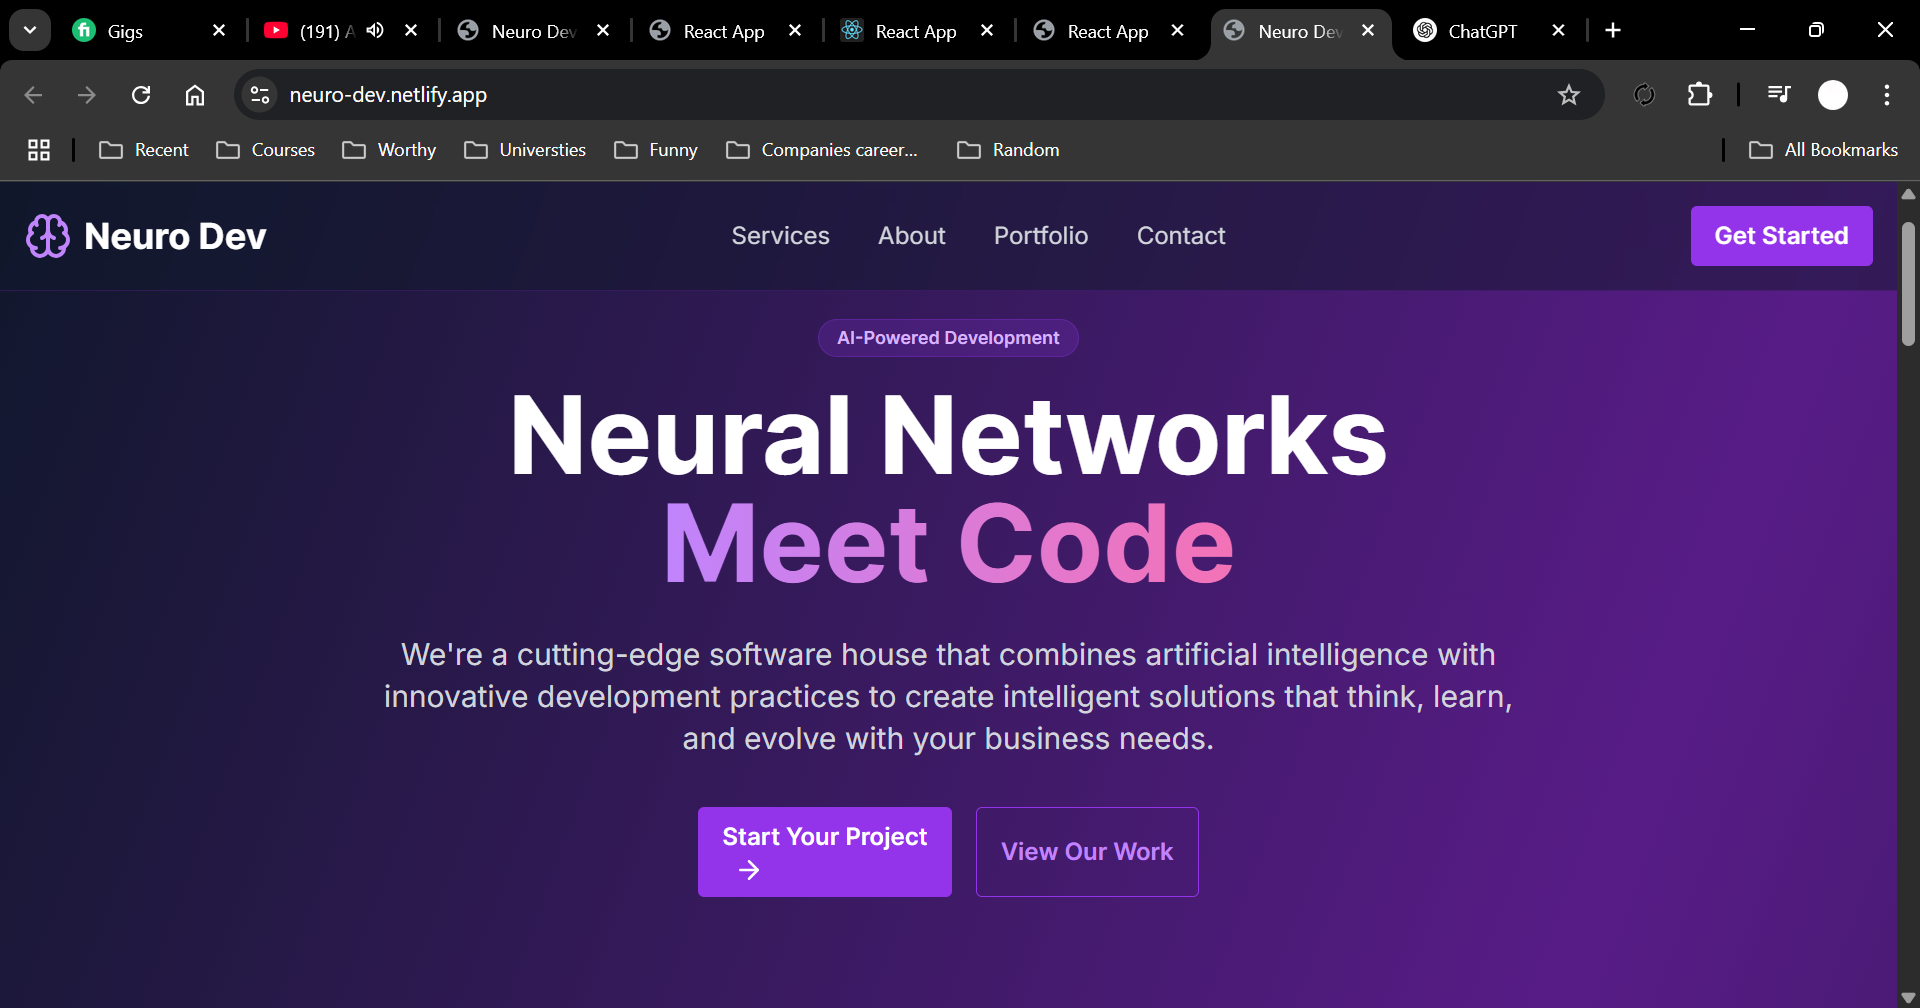 Gigs
(191) A
Neuro Dev
React App
React App
React App
Neuro Dev
ChatGPT
neuro-dev.netlify.app
Recent
Courses
Worthy
Universties
Funny
Companies career...
Random
All Bookmarks
Neuro Dev
Services
About
Portfolio
Contact
Get Started
AI-Powered Development
Neural Networks
Meet Code
We're a cutting-edge software house that combines artificial intelligence with
innovative development practices to create intelligent solutions that think, learn,
and evolve with your business needs.
Start Your Project
→
View Our Work